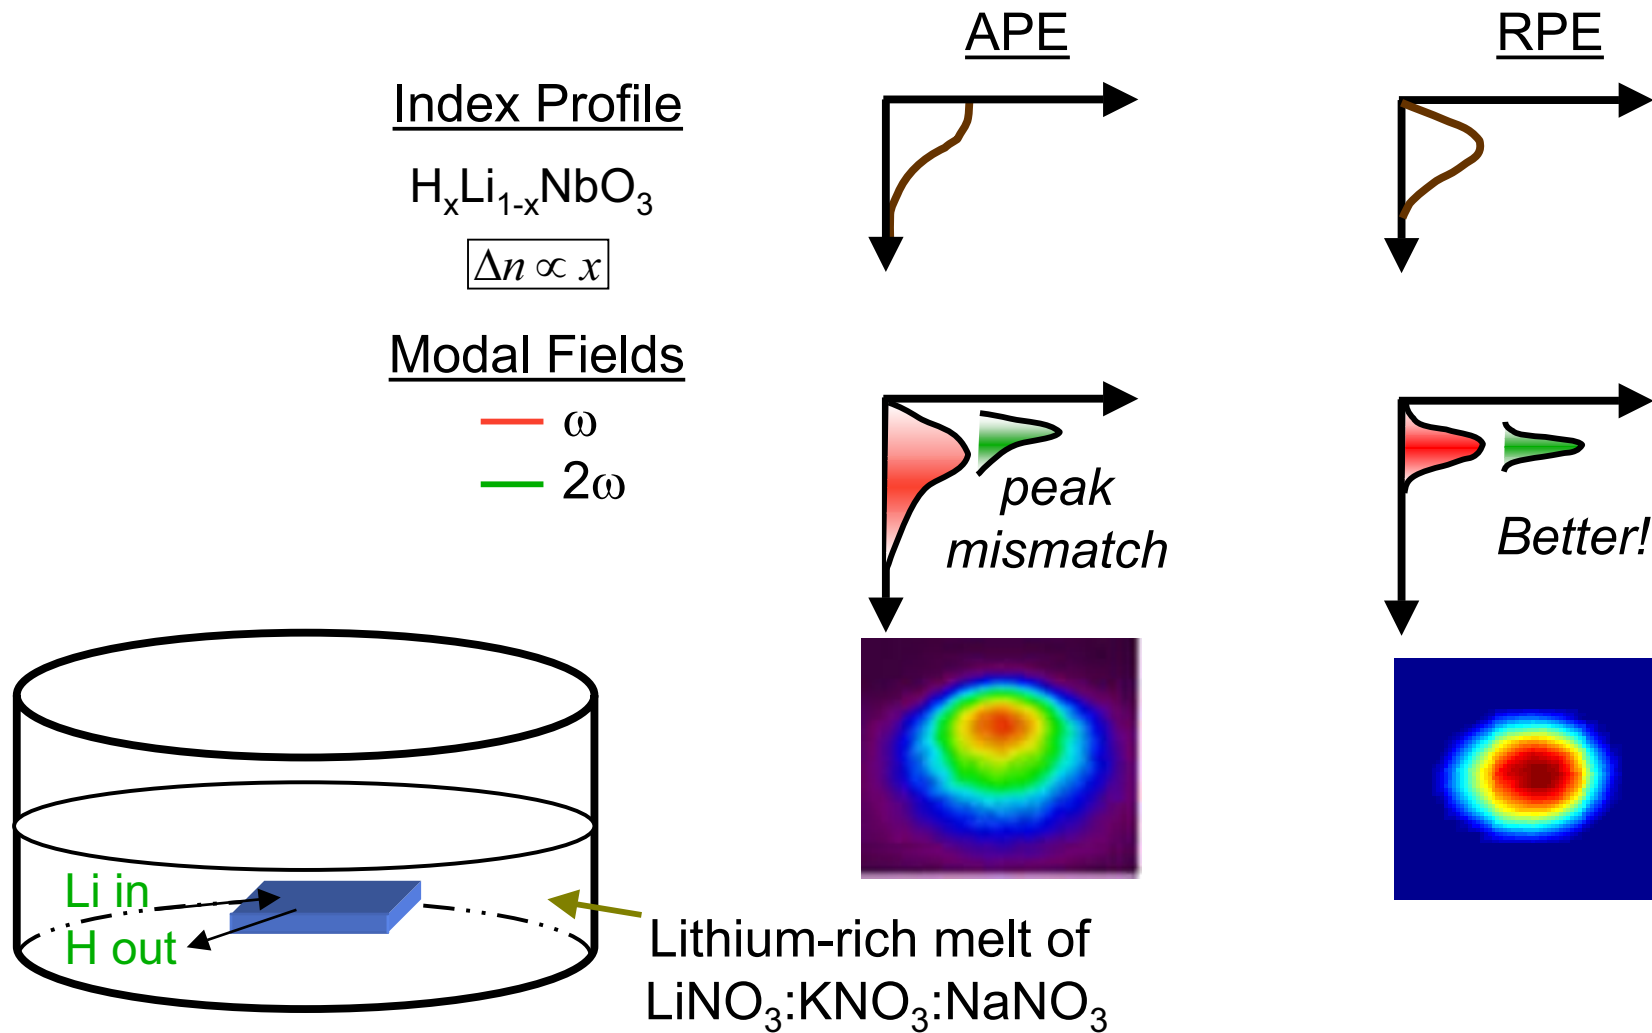 APE
RPE
Index Profile
HₓLi₁₋ₓNbO₃
Δn ∝ x
Modal Fields
ω
2ω
peak
mismatch
Better!
Li in
H out
Lithium-rich melt of
LiNO₃:KNO₃:NaNO₃